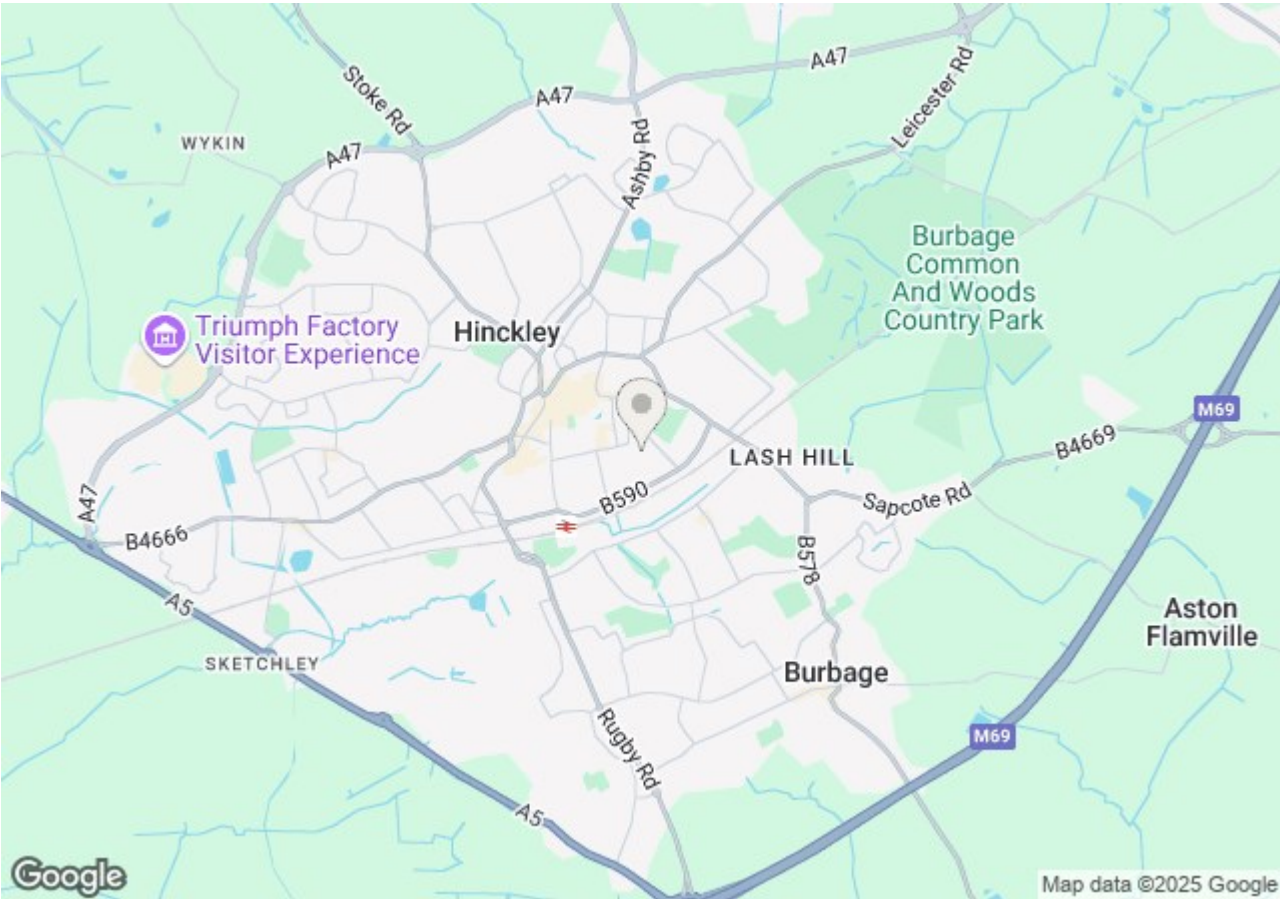 A47
Leicester Rd
Stoke Rd
A47
Ashby Rd
WYKIN
A47
Burbage
Common
And Woods
Country Park
Triumph Factory
Visitor Experience
Hinckley
M69
B4669
LASH HILL
Sapcote Rd
B590
A47
B4666
B578
A5
Aston
Flamville
SKETCHLEY
Burbage
Rugby Rd
M69
A5
Google
Map data ©2025 Google